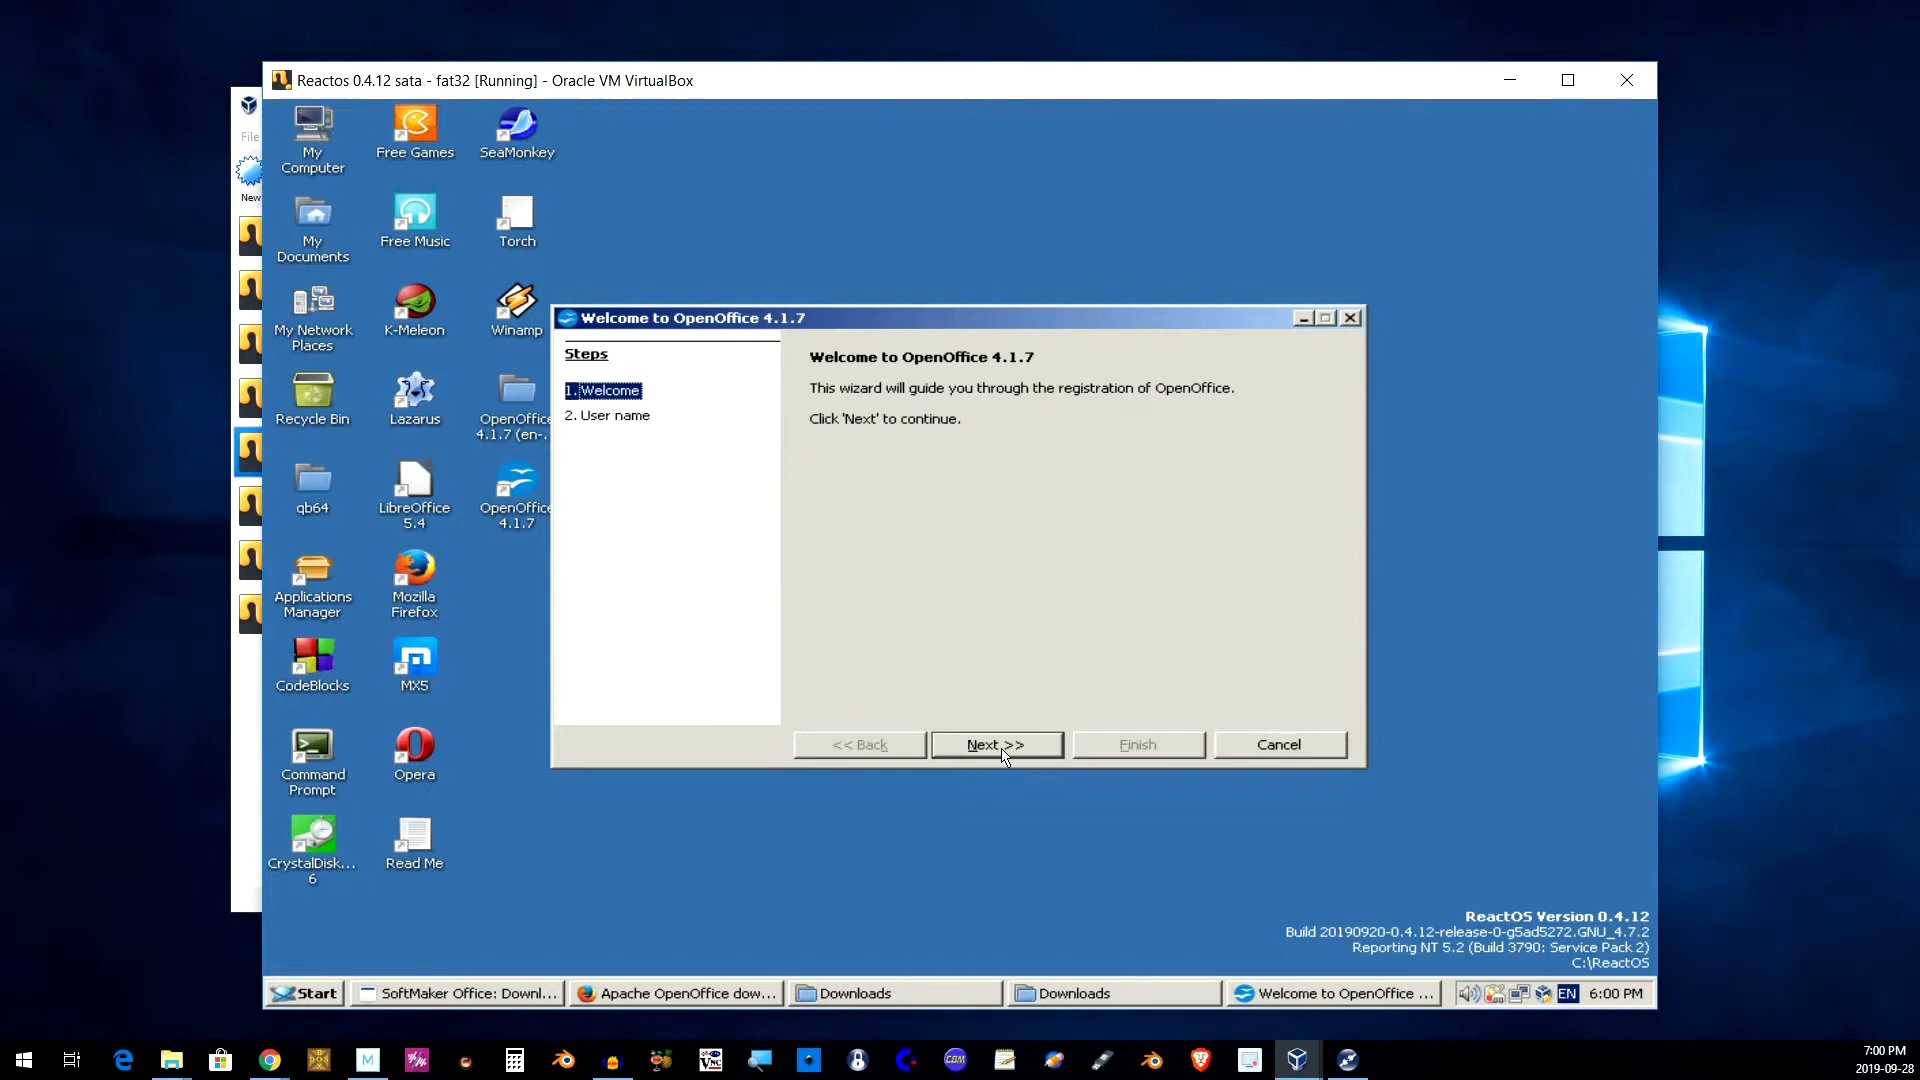 Reactos 0.4.12 sata - fat32 [Running] - Oracle VM VirtualBox
File
New
My
Computer
Free Games
SeaMonkey
My
Documents
Free Music
Torch
My Network
Places
K-Meleon
Winamp
Recycle Bin
Lazarus
OpenOffice
4.1.7 (en-.
qb64
LibreOffice
5.4
OpenOffice
4.1.7
Applications
Manager
Mozilla
Firefox
CodeBlocks
MX5
Command
Prompt
Opera
CrystalDisk...
6
Read Me
Welcome to OpenOffice 4.1.7
Steps
1. Welcome
2. User name
Welcome to OpenOffice 4.1.7
This wizard will guide you through the registration of OpenOffice.
Click 'Next' to continue.
<< Back
Next >>
Finish
Cancel
ReactOS Version 0.4.12
Build 20190920-0.4.12-release-0-g5ad5272.GNU_4.7.2
Reporting NT 5.2 (Build 3790: Service Pack 2)
C:\ReactOS
Start
SoftMaker Office: Downl...
Apache OpenOffice dow...
Downloads
Downloads
Welcome to OpenOffice ...
EN
6:00 PM
DOS
M
VNC
CBM
7:00 PM
2019-09-28